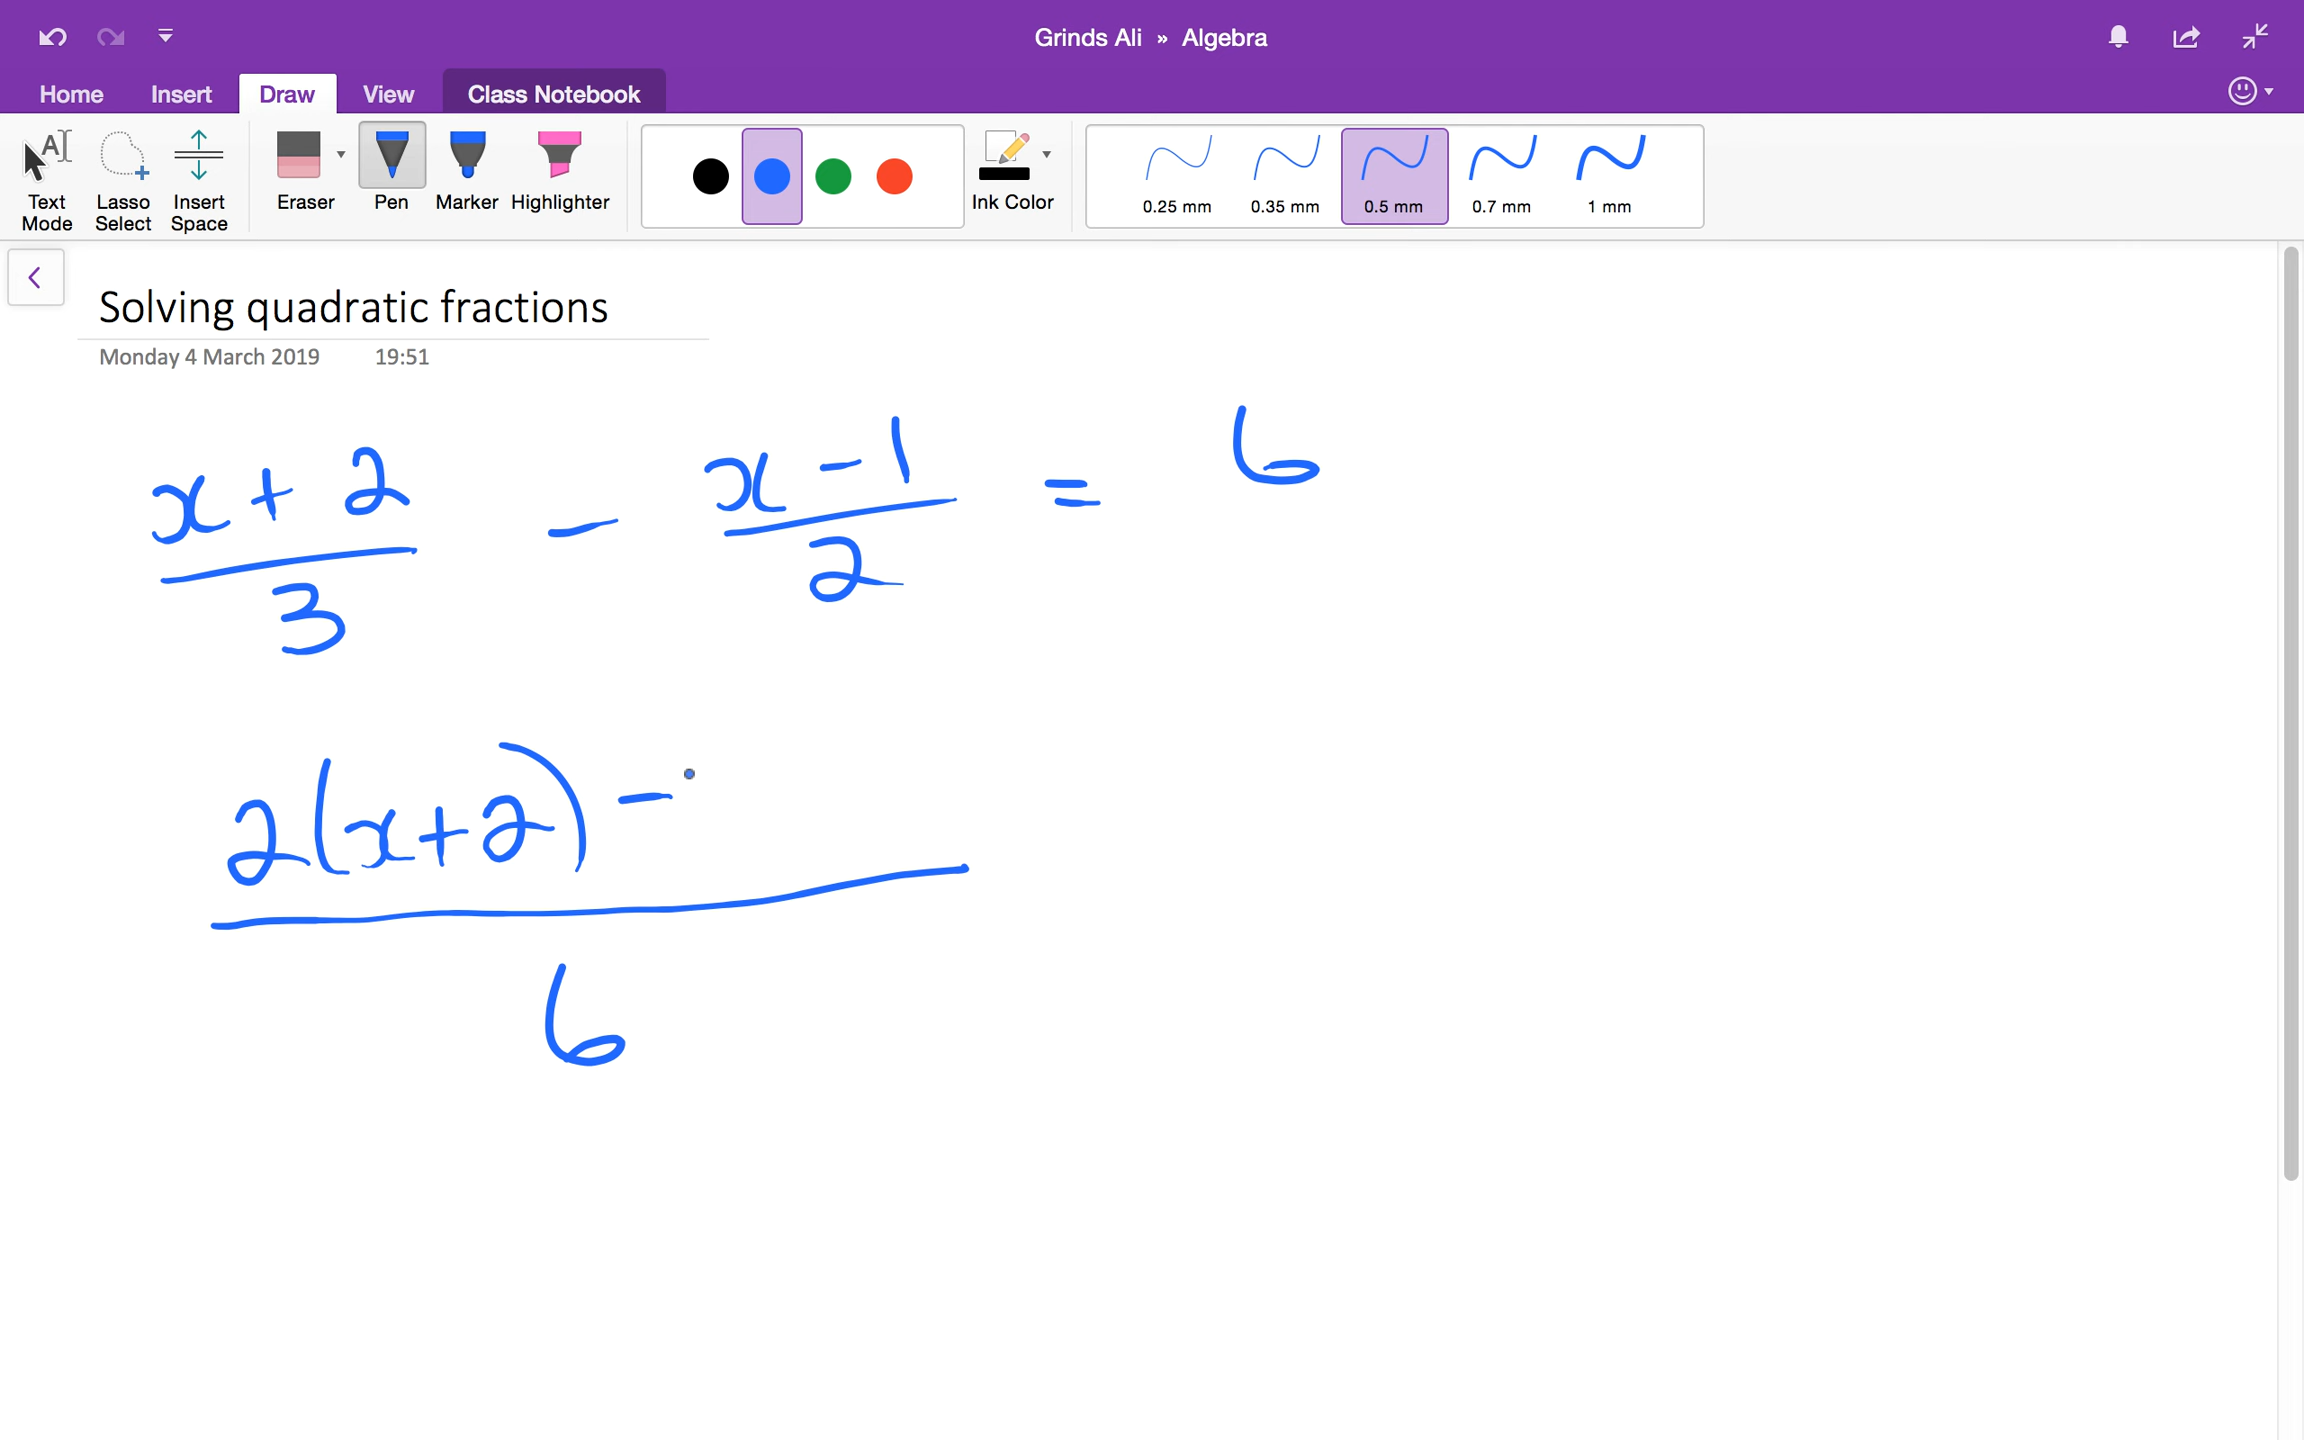 Grinds Ali » Algebra
Home Insert Draw View Class Notebook
Text Mode Lasso Select Insert Space Eraser Pen Marker Highlighter Ink Color 0.25 mm 0.35 mm 0.5 mm 0.7 mm 1 mm
Solving quadratic fractions
Monday 4 March 2019 19:51
x + 2 / 3 − x − 1 / 2 = 6
2(x+2) −
6